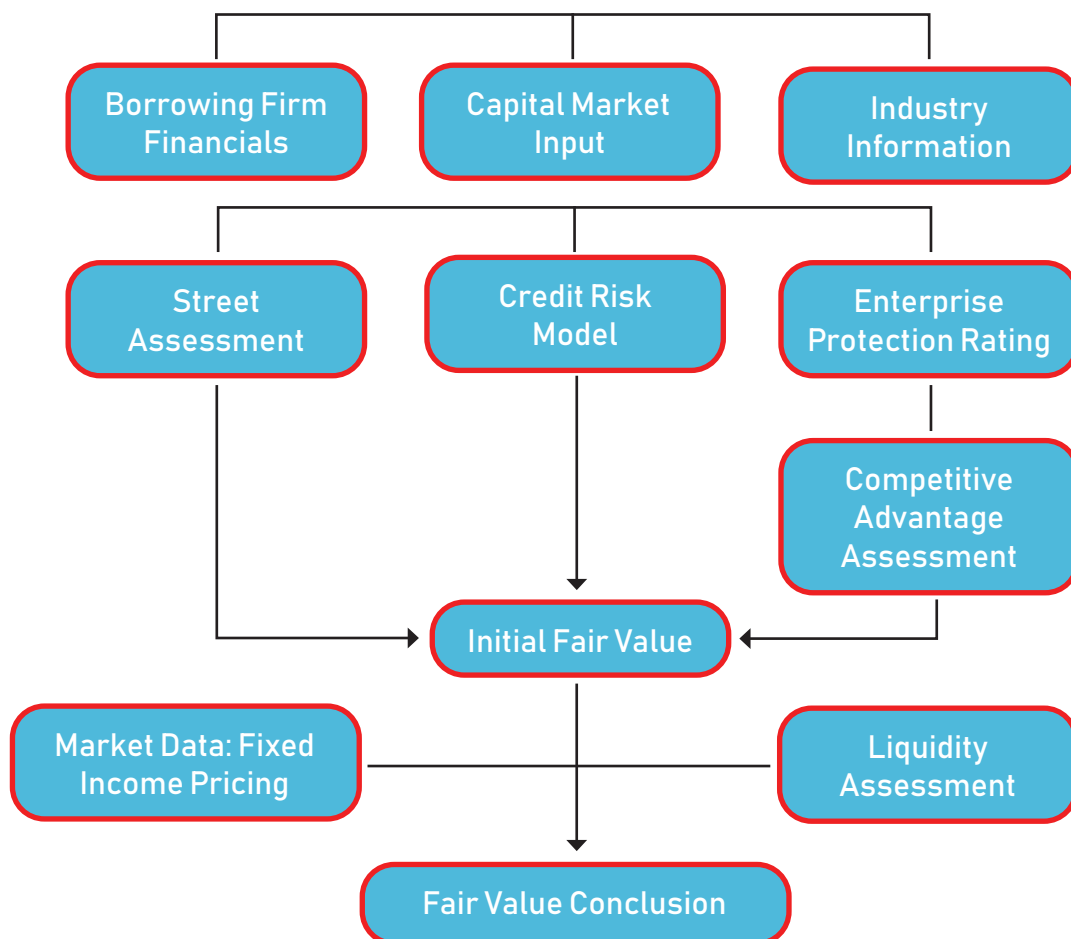 Borrowing Firm
Financials
Capital Market
Input
Industry
Information
Street
Assessment
Credit Risk
Model
Enterprise
Protection Rating
Competitive
Advantage
Assessment
Initial Fair Value
Market Data: Fixed
Income Pricing
Liquidity
Assessment
Fair Value Conclusion